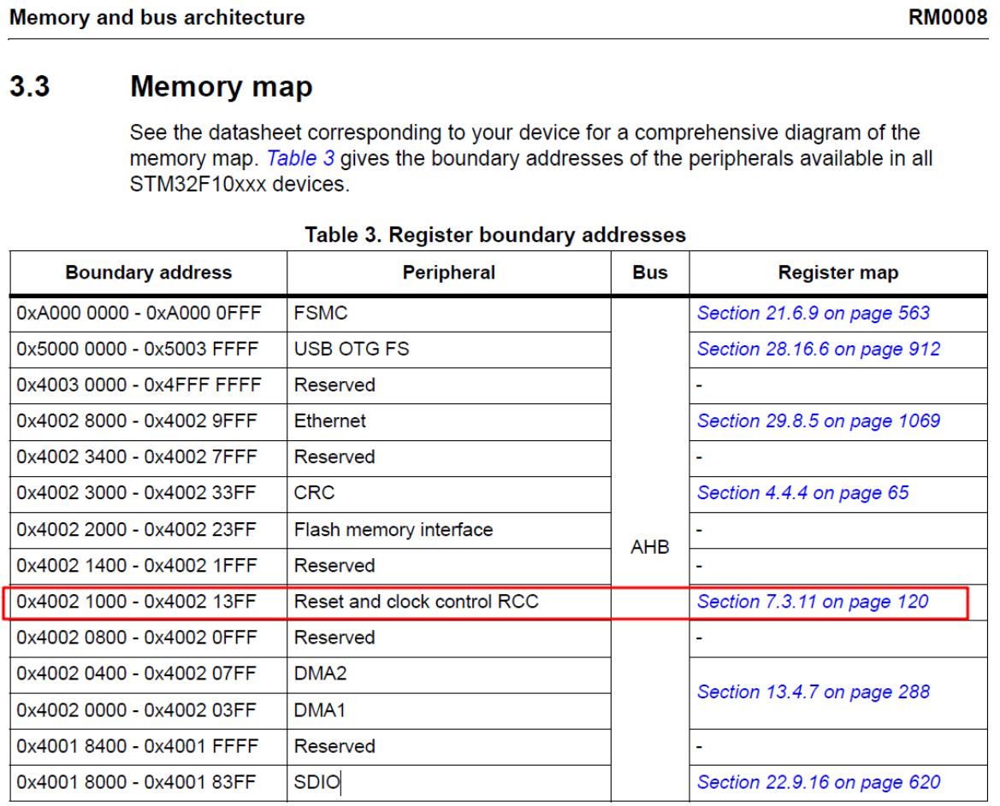 Memory and bus architecture RM0008
3.3 Memory map
See the datasheet corresponding to your device for a comprehensive diagram of the
memory map. Table 3 gives the boundary addresses of the peripherals available in all
STM32F10xxx devices.
Table 3. Register boundary addresses
Boundary address Peripheral Bus Register map
0xA000 0000 - 0xA000 0FFF FSMC Section 21.6.9 on page 563
0x5000 0000 - 0x5003 FFFF USB OTG FS Section 28.16.6 on page 912
0x4003 0000 - 0x4FFF FFFF Reserved -
0x4002 8000 - 0x4002 9FFF Ethernet Section 29.8.5 on page 1069
0x4002 3400 - 0x4002 7FFF Reserved -
0x4002 3000 - 0x4002 33FF CRC Section 4.4.4 on page 65
0x4002 2000 - 0x4002 23FF Flash memory interface -
AHB
0x4002 1400 - 0x4002 1FFF Reserved -
0x4002 1000 - 0x4002 13FF Reset and clock control RCC Section 7.3.11 on page 120
0x4002 0800 - 0x4002 0FFF Reserved -
0x4002 0400 - 0x4002 07FF DMA2
Section 13.4.7 on page 288
0x4002 0000 - 0x4002 03FF DMA1
0x4001 8400 - 0x4001 FFFF Reserved -
0x4001 8000 - 0x4001 83FF SDIO Section 22.9.16 on page 620